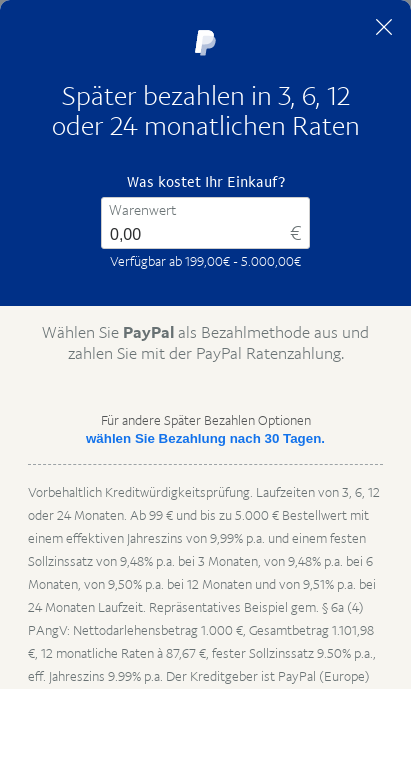 Später bezahlen in 3, 6, 12
oder 24 monatlichen Raten
Was kostet Ihr Einkauf?
Warenwert
0,00 €
Verfügbar ab 199,00€ - 5.000,00€
Wählen Sie PayPal als Bezahlmethode aus und
zahlen Sie mit der PayPal Ratenzahlung.
Für andere Später Bezahlen Optionen
wählen Sie Bezahlung nach 30 Tagen.
Vorbehaltlich Kreditwürdigkeitsprüfung. Laufzeiten von 3, 6, 12
oder 24 Monaten. Ab 99 € und bis zu 5.000 € Bestellwert mit
einem effektiven Jahreszins von 9,99% p.a. und einem festen
Sollzinssatz von 9,48% p.a. bei 3 Monaten, von 9,48% p.a. bei 6
Monaten, von 9,50% p.a. bei 12 Monaten und von 9,51% p.a. bei
24 Monaten Laufzeit. Repräsentatives Beispiel gem. § 6a (4)
PAngV: Nettodarlehensbetrag 1.000 €, Gesamtbetrag 1.101,98
€, 12 monatliche Raten à 87,67 €, fester Sollzinssatz 9.50% p.a.,
eff. Jahreszins 9.99% p.a. Der Kreditgeber ist PayPal (Europe)